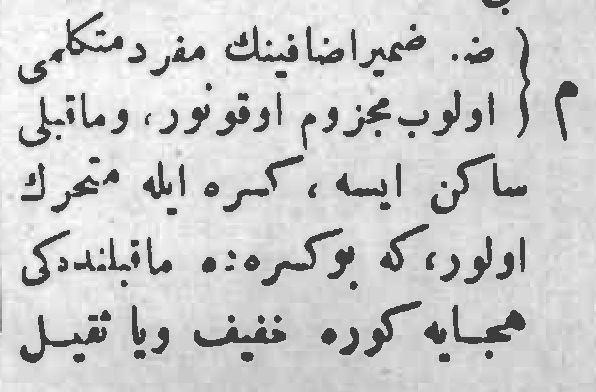 م { ض. ضمیر اضافینك مفرد متكلمی
اولوب مجزوم اوقونور، وماقبلی
ساكن ایسه ، كسره ایله متحرك
اولور، كه بوكسره:ه ماقبلنده كی
هجایه كوره خفیف ویا ثقیل